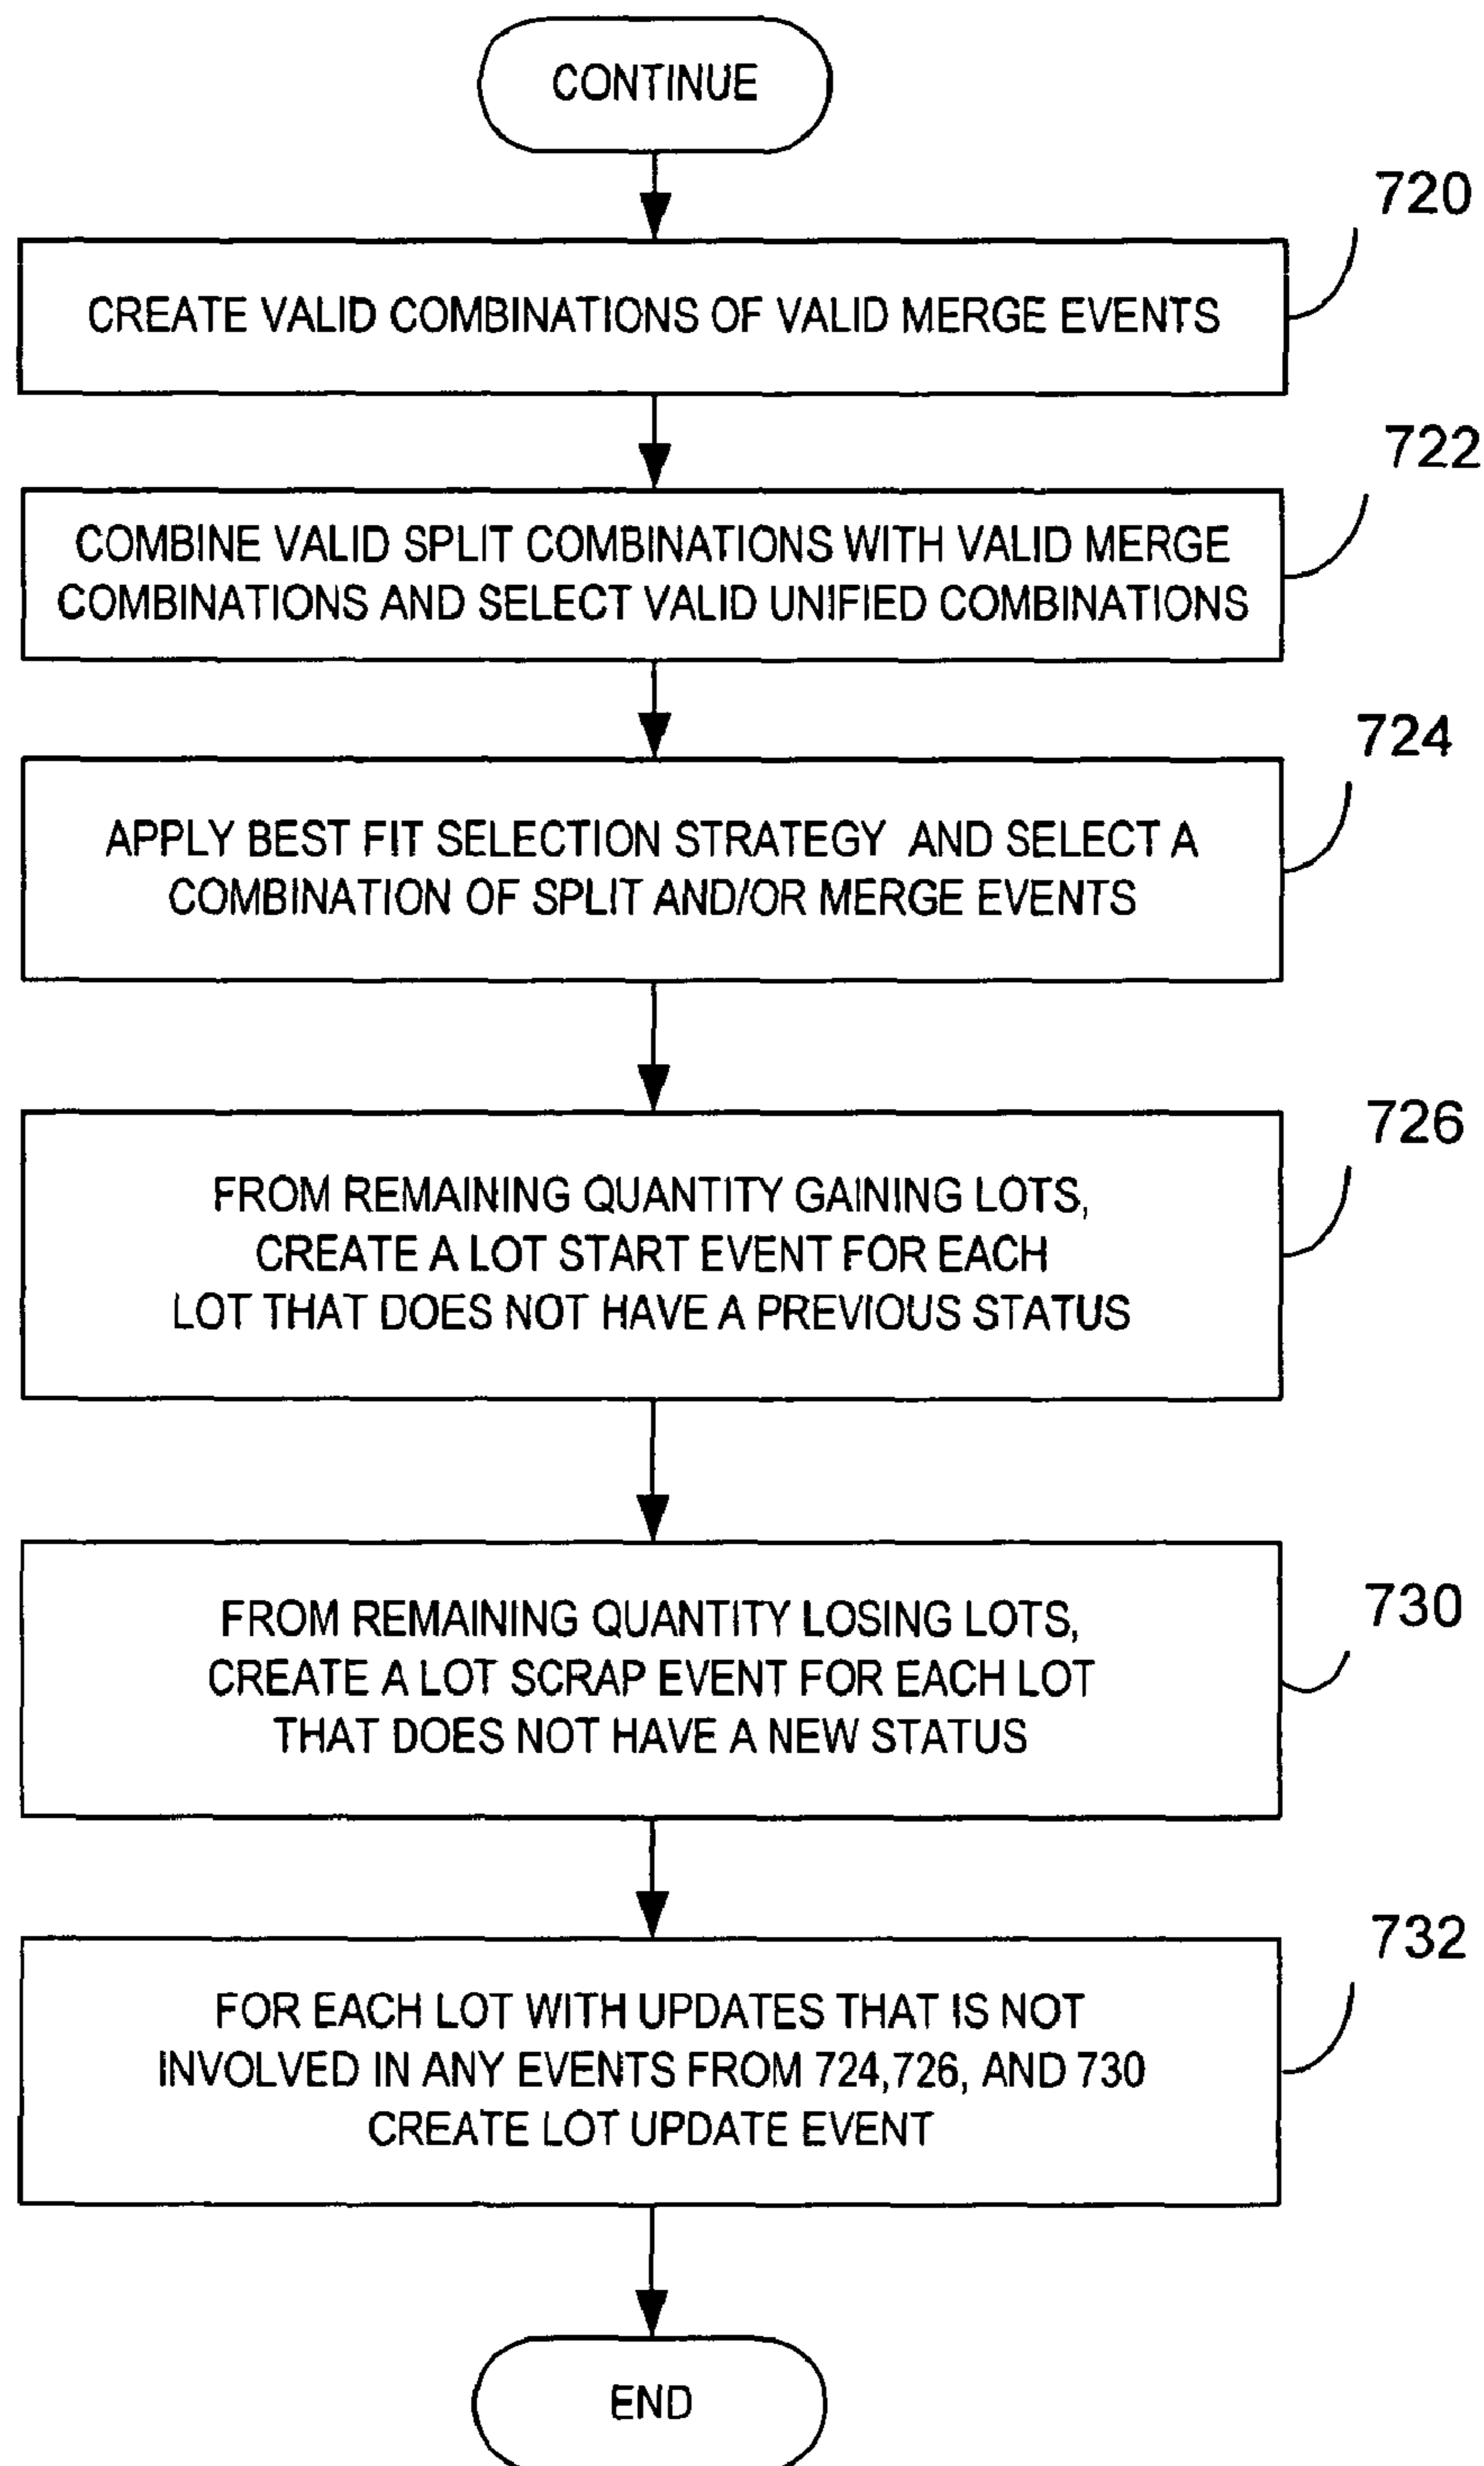 CONTINUE
720
CREATE VALID COMBINATIONS OF VALID MERGE EVENTS
722
COMBINE VALID SPLIT COMBINATIONS WITH VALID MERGE
COMBINATIONS AND SELECT VALID UNIFIED COMBINATIONS
724
APPLY BEST FIT SELECTION STRATEGY AND SELECT A
COMBINATION OF SPLIT AND/OR MERGE EVENTS
726
FROM REMAINING QUANTITY GAINING LOTS,
CREATE A LOT START EVENT FOR EACH
LOT THAT DOES NOT HAVE A PREVIOUS STATUS
730
FROM REMAINING QUANTITY LOSING LOTS,
CREATE A LOT SCRAP EVENT FOR EACH LOT
THAT DOES NOT HAVE A NEW STATUS
732
FOR EACH LOT WITH UPDATES THAT IS NOT
INVOLVED IN ANY EVENTS FROM 724,726, AND 730
CREATE LOT UPDATE EVENT
END